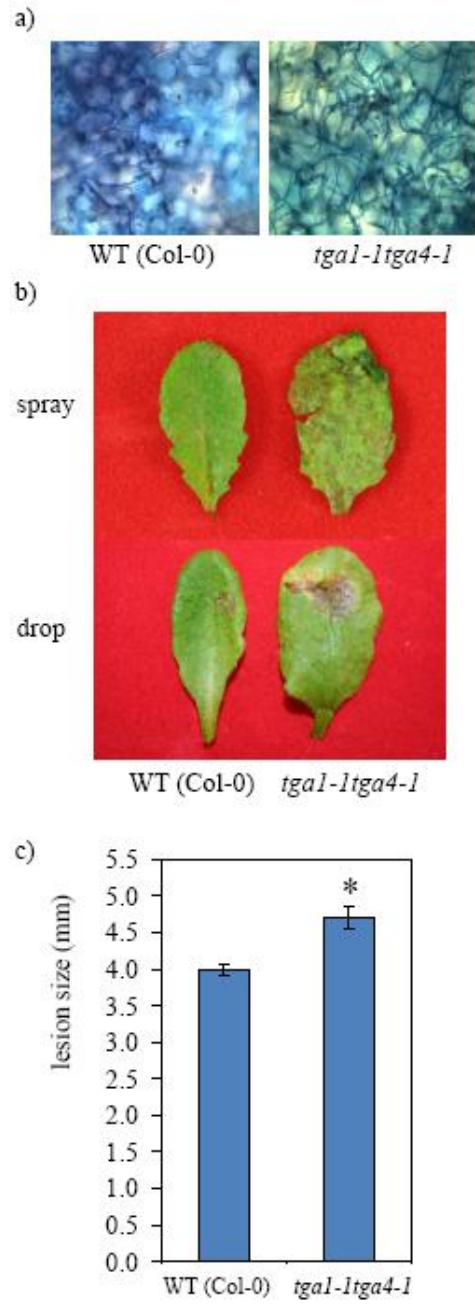 a)
WT (Col-0) tga1-1tga4-1
b)
spray
drop
WT (Col-0) tga1-1tga4-1
c)
lesion size (mm)
5.5
5.0
4.5
4.0
3.5
3.0
2.5
2.0
1.5
1.0
0.5
0.0
*
WT (Col-0) tga1-1tga4-1